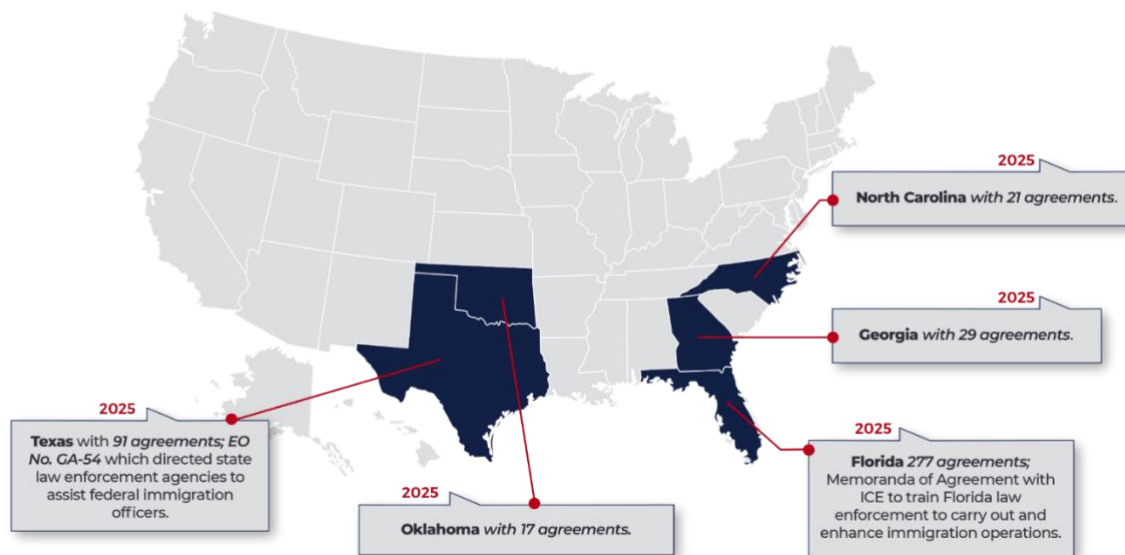 2025
North Carolina with 21 agreements.
2025
Georgia with 29 agreements.
2025
Texas with 91 agreements; EO
No. GA-54 which directed state
law enforcement agencies to
assist federal immigration
officers.
2025
Oklahoma with 17 agreements.
2025
Florida 277 agreements;
Memoranda of Agreement with
ICE to train Florida law
enforcement to carry out and
enhance immigration operations.